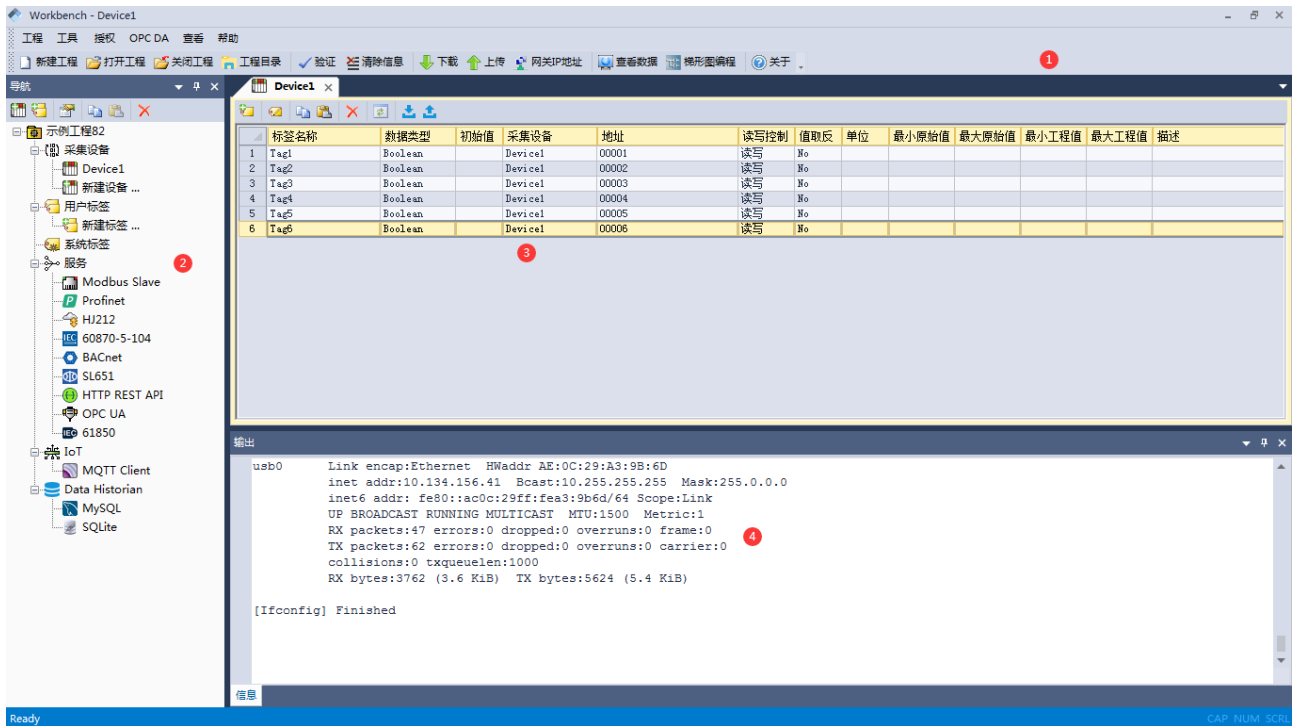 Workbench - Device1
工程 工具 授权 OPC DA 查看 帮助
新建工程 打开工程 关闭工程 工程目录 验证 清除信息 下载 上传 网关IP地址 查看数据 梯形图编程 关于
1
导航
示例工程82
采集设备
Device1
新建设备 ...
用户标签
新建标签 ...
系统标签
服务
2
Modbus Slave
Profinet
HJ212
60870-5-104
BACnet
SL651
HTTP REST API
OPC UA
61850
IoT
MQTT Client
Data Historian
MySQL
SQLite
Device1
标签名称 数据类型 初始值 采集设备 地址 读写控制 值取反 单位 最小原始值 最大原始值 最小工程值 最大工程值 描述
1 Tag1 Boolean Device1 00001 读写 No
2 Tag2 Boolean Device1 00002 读写 No
3 Tag3 Boolean Device1 00003 读写 No
4 Tag4 Boolean Device1 00004 读写 No
5 Tag5 Boolean Device1 00005 读写 No
6 Tag6 Boolean Device1 00006 读写 No
3
输出
usb0 Link encap:Ethernet HWaddr AE:0C:29:A3:9B:6D
inet addr:10.134.156.41 Bcast:10.255.255.255 Mask:255.0.0.0
inet6 addr: fe80::ac0c:29ff:fea3:9b6d/64 Scope:Link
UP BROADCAST RUNNING MULTICAST MTU:1500 Metric:1
RX packets:47 errors:0 dropped:0 overruns:0 frame:0
TX packets:62 errors:0 dropped:0 overruns:0 carrier:0
4
collisions:0 txqueuelen:1000
RX bytes:3762 (3.6 KiB) TX bytes:5624 (5.4 KiB)
[Ifconfig] Finished
信息
Ready
CAP NUM SCRL